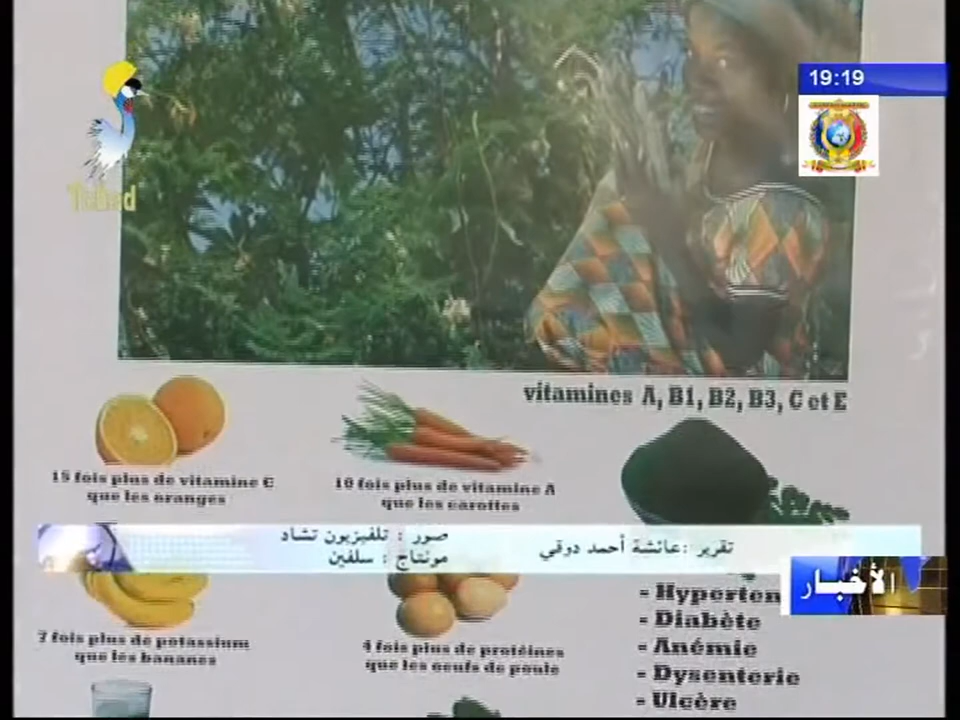 19:19
Tchad
vitamines A, B1, B2, B3, C et E
15 fois plus de vitamine C
que les oranges
10 fois plus de vitamine A
que les carottes
صور : تلفيزيون تشاد
مونتاج : سلفين
تقرير :عائشة أحمد دوقي
الأخبار
7 fois plus de potassium
que les bananes
4 fois plus de protéines
que les oeufs de poule
- Hyperten
- Diabète
- Anémie
- Dysenterie
- Ulcère